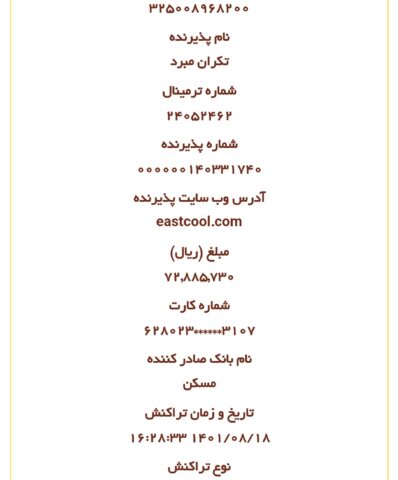 ۳۲۵۰۰۸۹۶۸۲۰۰
نام پذیرنده
تکران مبرد
شماره ترمینال
۲۴۰۵۲۴۶۲
شماره پذیرنده
۰۰۰۰۰۰۱۴۰۳۳۱۷۴۰
آدرس وب سایت پذیرنده
eastcool.com
مبلغ (ریال)
۷۲,۸۸۵,۷۳۰
شماره کارت
۶۲۸۰۲۳******۳۱۰۷
نام بانک صادر کننده
مسکن
تاریخ و زمان تراکنش
۱۴۰۱/۰۸/۱۸ ۱۶:۲۸:۳۳
نوع تراکنش